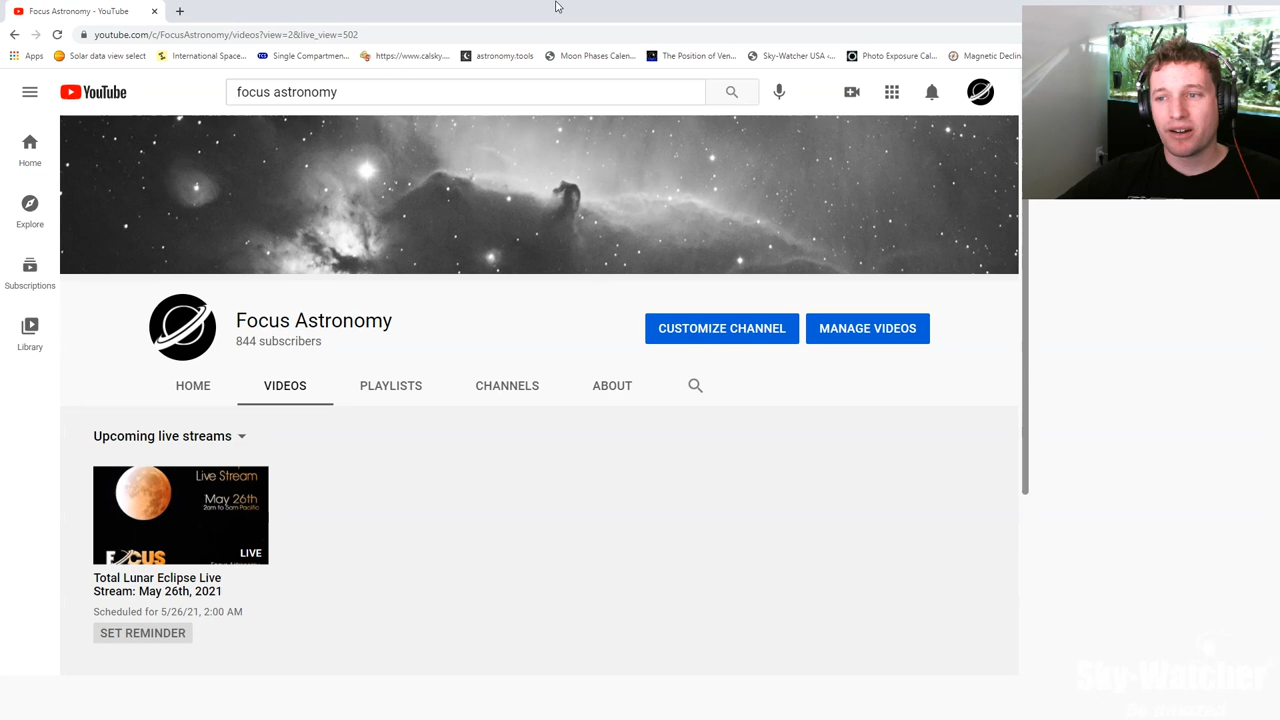 Focus Astronomy - YouTube
youtube.com/c/FocusAstronomy/videos?view=2&live_view=502
Apps Solar data view select International Space... Single Compartmen... https://www.calsky... astronomy.tools Moon Phases Calen... The Position of Ven... Sky-Watcher USA ‹... Photo Exposure Cal... Magnetic Declin
YouTube
focus astronomy
Home
Explore
Subscriptions
Library
Focus Astronomy
844 subscribers
CUSTOMIZE CHANNEL
MANAGE VIDEOS
HOME VIDEOS PLAYLISTS CHANNELS ABOUT
Upcoming live streams
Live Stream
May 26th
2am to 5am Pacific
FOCUS
LIVE
Total Lunar Eclipse Live
Stream: May 26th, 2021
Scheduled for 5/26/21, 2:00 AM
SET REMINDER
Sky-Watcher